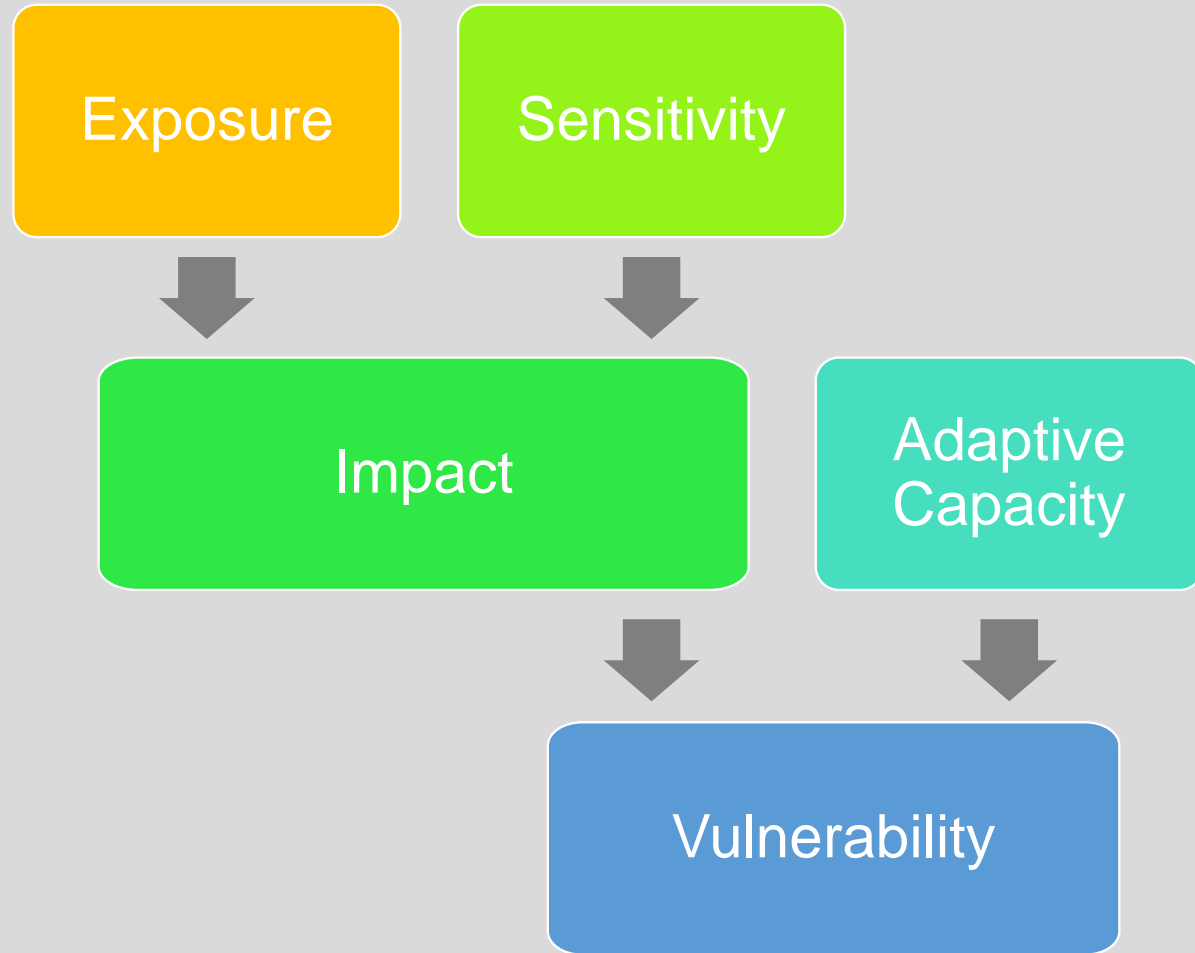 Exposure
Sensitivity
Impact
Adaptive
Capacity
Vulnerability